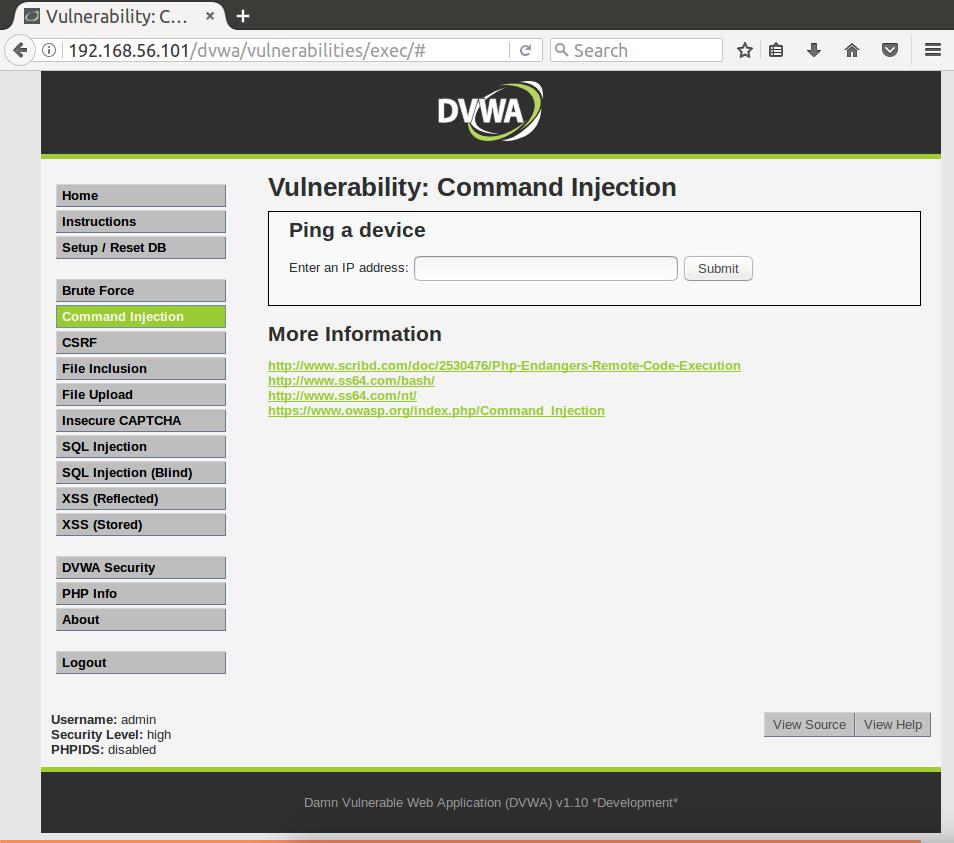 Vulnerability: C...
192.168.56.101/dvwa/vulnerabilities/exec/#
Search
DVWA
Home
Instructions
Setup / Reset DB
Brute Force
Command Injection
CSRF
File Inclusion
File Upload
Insecure CAPTCHA
SQL Injection
SQL Injection (Blind)
XSS (Reflected)
XSS (Stored)
DVWA Security
PHP Info
About
Logout
Vulnerability: Command Injection
Ping a device
Enter an IP address:
Submit
More Information
http://www.scribd.com/doc/2530476/Php-Endangers-Remote-Code-Execution
http://www.ss64.com/bash/
http://www.ss64.com/nt/
https://www.owasp.org/index.php/Command_Injection
Username: admin
Security Level: high
PHPIDS: disabled
View Source
View Help
Damn Vulnerable Web Application (DVWA) v1.10 *Development*